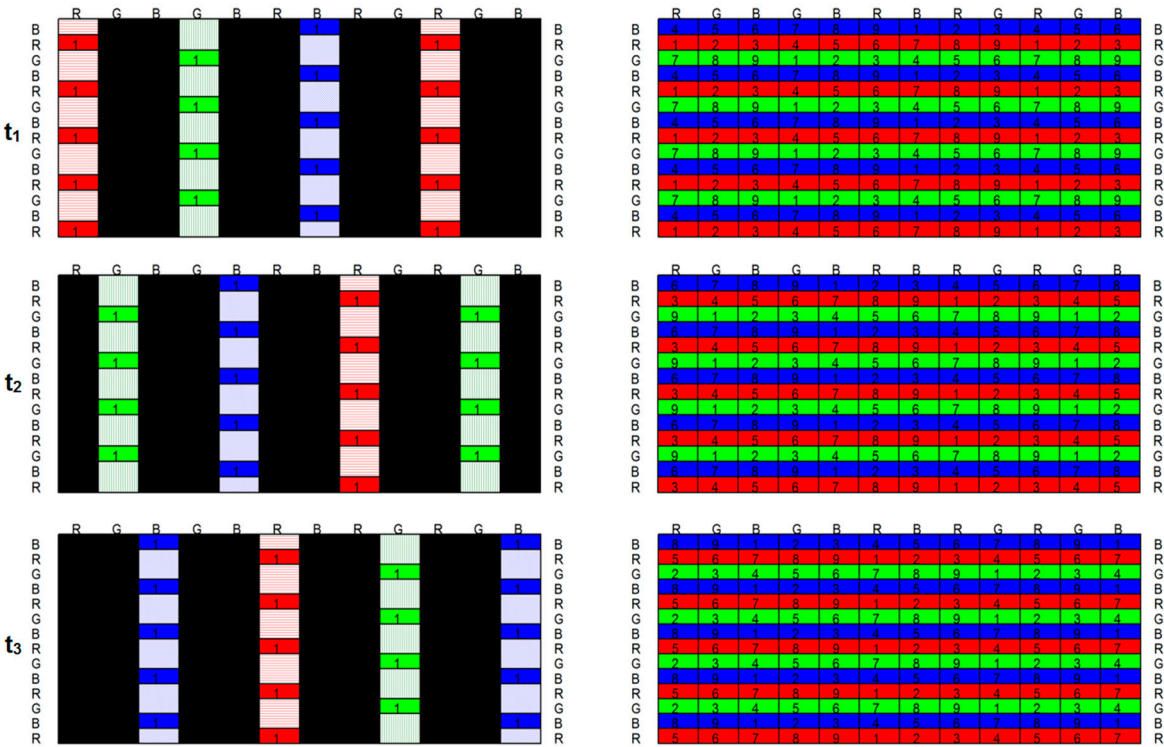 R G B G B R B R G R G B R G B G B R B R G R G B
B 1 B B 4 5 6 7 8 9 1 2 3 4 5 6 B
R 1 1 R R 1 2 3 4 5 6 7 8 9 1 2 3 R
G 1 G G 7 8 9 1 2 3 4 5 6 7 8 9 G
B 1 B B 4 5 6 7 8 9 1 2 3 4 5 6 B
R 1 1 R R 1 2 3 4 5 6 7 8 9 1 2 3 R
G 1 G G 7 8 9 1 2 3 4 5 6 7 8 9 G
B 1 B B 4 5 6 7 8 9 1 2 3 4 5 6 B
t₁
R 1 1 R R 1 2 3 4 5 6 7 8 9 1 2 3 R
G 1 G G 7 8 9 1 2 3 4 5 6 7 8 9 G
B 1 B B 4 5 6 7 8 9 1 2 3 4 5 6 B
R 1 1 R R 1 2 3 4 5 6 7 8 9 1 2 3 R
G 1 G G 7 8 9 1 2 3 4 5 6 7 8 9 G
B 1 B B 4 5 6 7 8 9 1 2 3 4 5 6 B
R 1 1 R R 1 2 3 4 5 6 7 8 9 1 2 3 R
R G B G B R B R G R G B R G B G B R B R G R G B
B 1 B B 6 7 8 9 1 2 3 4 5 6 7 8 B
R 1 R R 3 4 5 6 7 8 9 1 2 3 4 5 R
G 1 1 G G 9 1 2 3 4 5 6 7 8 9 1 2 G
B 1 B B 6 7 8 9 1 2 3 4 5 6 7 8 B
R 1 R R 3 4 5 6 7 8 9 1 2 3 4 5 R
G 1 1 G G 9 1 2 3 4 5 6 7 8 9 1 2 G
B 1 B B 6 7 8 9 1 2 3 4 5 6 7 8 B
t₂
R 1 R R 3 4 5 6 7 8 9 1 2 3 4 5 R
G 1 1 G G 9 1 2 3 4 5 6 7 8 9 1 2 G
B 1 B B 6 7 8 9 1 2 3 4 5 6 7 8 B
R 1 R R 3 4 5 6 7 8 9 1 2 3 4 5 R
G 1 1 G G 9 1 2 3 4 5 6 7 8 9 1 2 G
B 1 B B 6 7 8 9 1 2 3 4 5 6 7 8 B
R 1 R R 3 4 5 6 7 8 9 1 2 3 4 5 R
R G B G B R B R G R G B R G B G B R B R G R G B
B 1 1 B B 8 9 1 2 3 4 5 6 7 8 9 1 B
R 1 R R 5 6 7 8 9 1 2 3 4 5 6 7 R
G 1 G G 2 3 4 5 6 7 8 9 1 2 3 4 G
B 1 1 B B 8 9 1 2 3 4 5 6 7 8 9 1 B
R 1 R R 5 6 7 8 9 1 2 3 4 5 6 7 R
G 1 G G 2 3 4 5 6 7 8 9 1 2 3 4 G
B 1 1 B B 8 9 1 2 3 4 5 6 7 8 9 1 B
t₃
R 1 R R 5 6 7 8 9 1 2 3 4 5 6 7 R
G 1 G G 2 3 4 5 6 7 8 9 1 2 3 4 G
B 1 1 B B 8 9 1 2 3 4 5 6 7 8 9 1 B
R 1 R R 5 6 7 8 9 1 2 3 4 5 6 7 R
G 1 G G 2 3 4 5 6 7 8 9 1 2 3 4 G
B 1 1 B B 8 9 1 2 3 4 5 6 7 8 9 1 B
R 1 R R 5 6 7 8 9 1 2 3 4 5 6 7 R